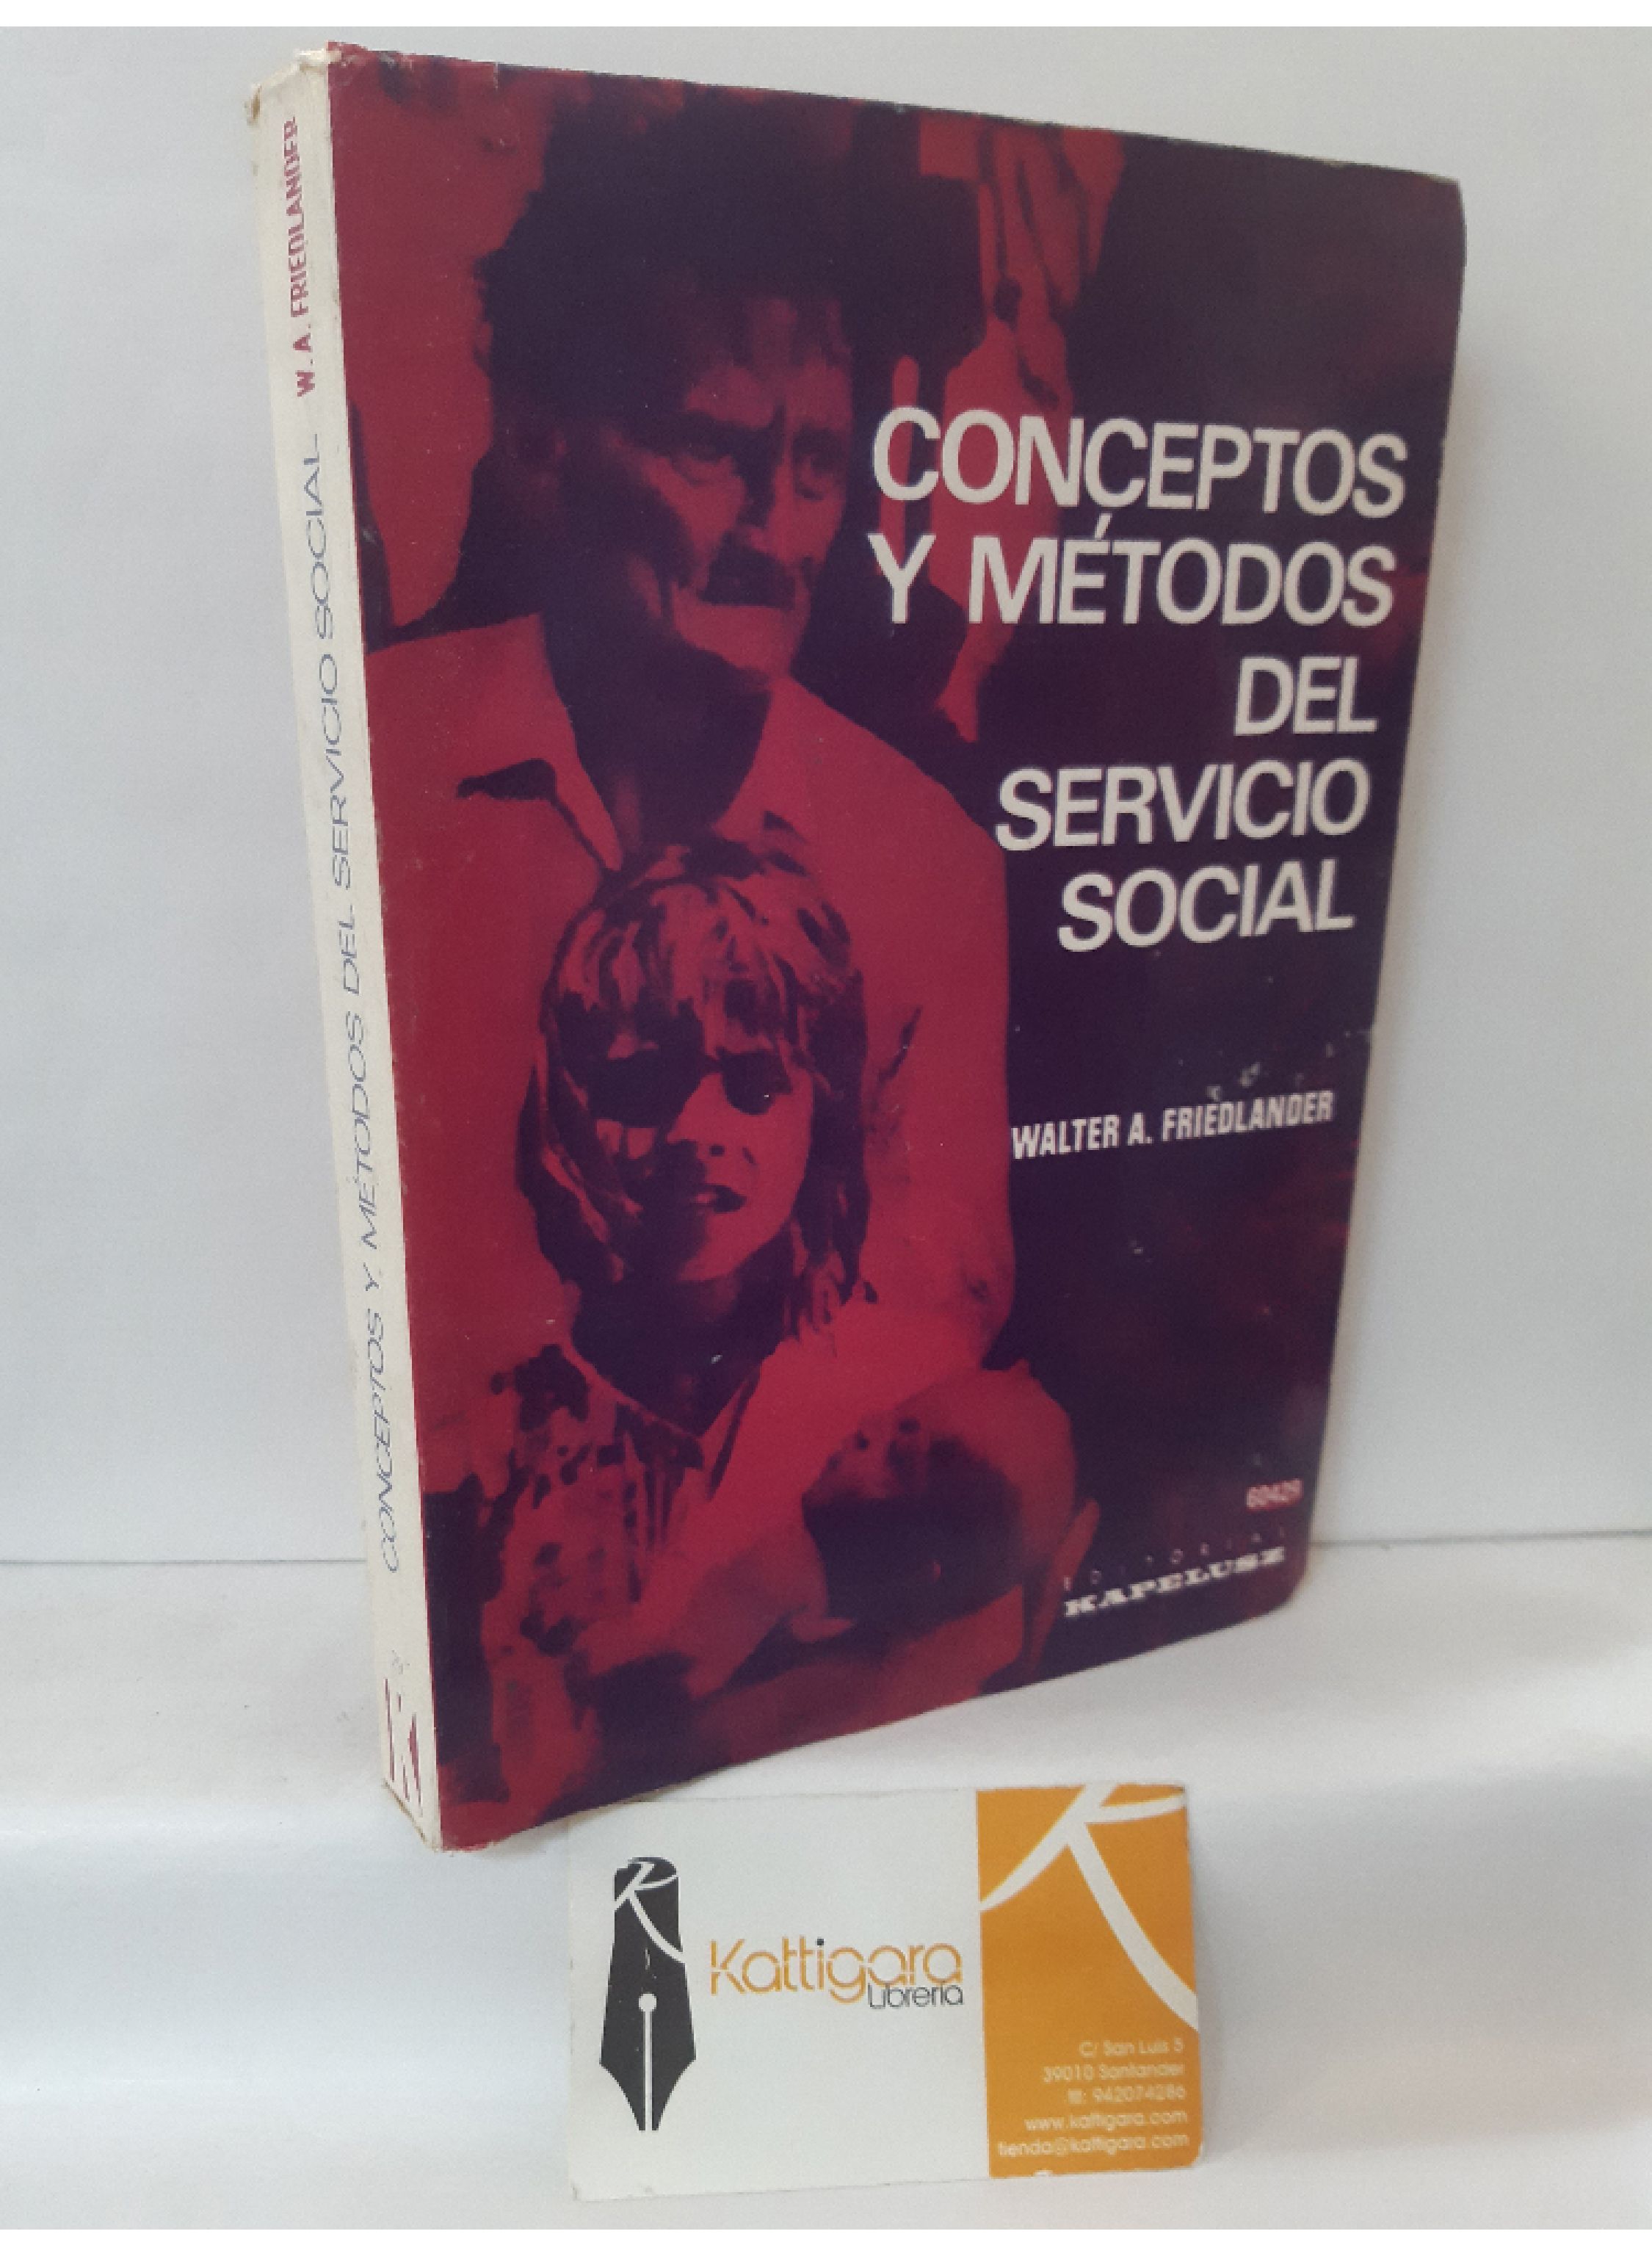 W. A. FRIEDLANDER
CONCEPTOS Y MÉTODOS DEL SERVICIO SOCIAL
CONCEPTOS
Y MÉTODOS
DEL
SERVICIO
SOCIAL
WALTER A. FRIEDLANDER
60429
EDITORIAL
KAPELUSZ
Kattigara
Librería
C/ San Luis 5
39010 Santander
tlf: 942074286
www.kattigara.com
tienda@kattigara.com